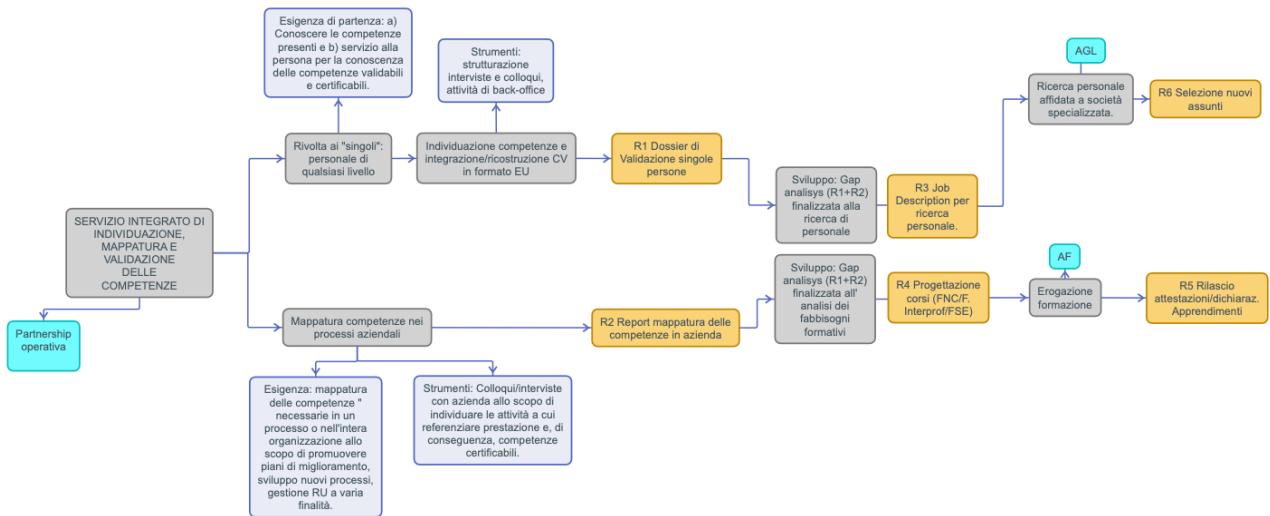 Esigenza di partenza: a)
Conoscere le competenze
presenti e b) servizio alla
persona per la conoscenza
delle competenze validabili
e certificabili.
Strumenti:
strutturazione
interviste e colloqui,
attività di back-office
AGL
Ricerca personale
affidata a società
specializzata.
R6 Selezione nuovi
assunti
Rivolta ai "singoli":
personale di
qualsiasi livello
Individuazione competenze e
integrazione/ricostruzione CV
in formato EU
R1 Dossier di
Validazione singole
persone
Sviluppo: Gap
analisys (R1+R2)
finalizzata alla
ricerca di
personale
R3 Job
Description per
ricerca
personale.
SERVIZIO INTEGRATO DI
INDIVIDUAZIONE,
MAPPATURA E
VALIDAZIONE
DELLE
COMPETENZE
Partnership
operativa
Mappatura competenze nei
processi aziendali
R2 Report mappatura delle
competenze in azienda
Sviluppo: Gap
analisys (R1+R2)
finalizzata all'
analisi dei
fabbisogni
formativi
R4 Progettazione
corsi (FNC/F.
Interprof/FSE)
AF
Erogazione
formazione
R5 Rilascio
attestazioni/dichiaraz.
Apprendimenti
Esigenza: mappatura
delle competenze "
necessarie in un
processo o nell'intera
organizzazione allo
scopo di promuovere
piani di miglioramento,
sviluppo nuovi processi,
gestione RU a varia
finalità.
Strumenti: Colloqui/interviste
con azienda allo scopo di
individuare le attività a cui
referenziare prestazione e, di
conseguenza, competenze
certificabili.